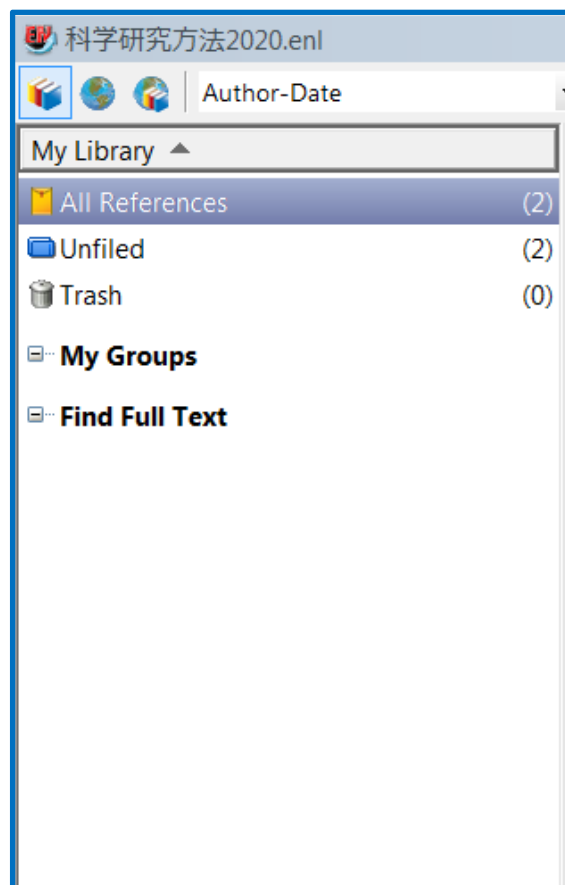 科学研究方法2020.enl
Author-Date
My Library
All References (2)
Unfiled (2)
Trash (0)
My Groups
Find Full Text